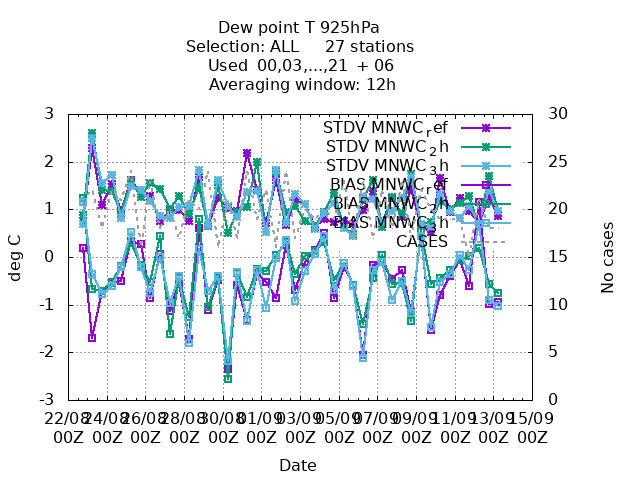 Dew point T 925hPa
Selection: ALL 27 stations
Used 00,03,...,21 + 06
Averaging window: 12h
3 30
STDV MNWC_ref
STDV MNWC_2h
2 25
STDV MNWC_3h
BIAS MNWC_ref
BIAS MNWC_2h
1 20
BIAS MNWC_3h
CASES
0 15
deg C
No cases
-1 10
-2 5
-3 0
22/08 24/08 26/08 28/08 30/08 01/09 03/09 05/09 07/09 09/09 11/09 13/09 15/09
00Z 00Z 00Z 00Z 00Z 00Z 00Z 00Z 00Z 00Z 00Z 00Z 00Z
Date